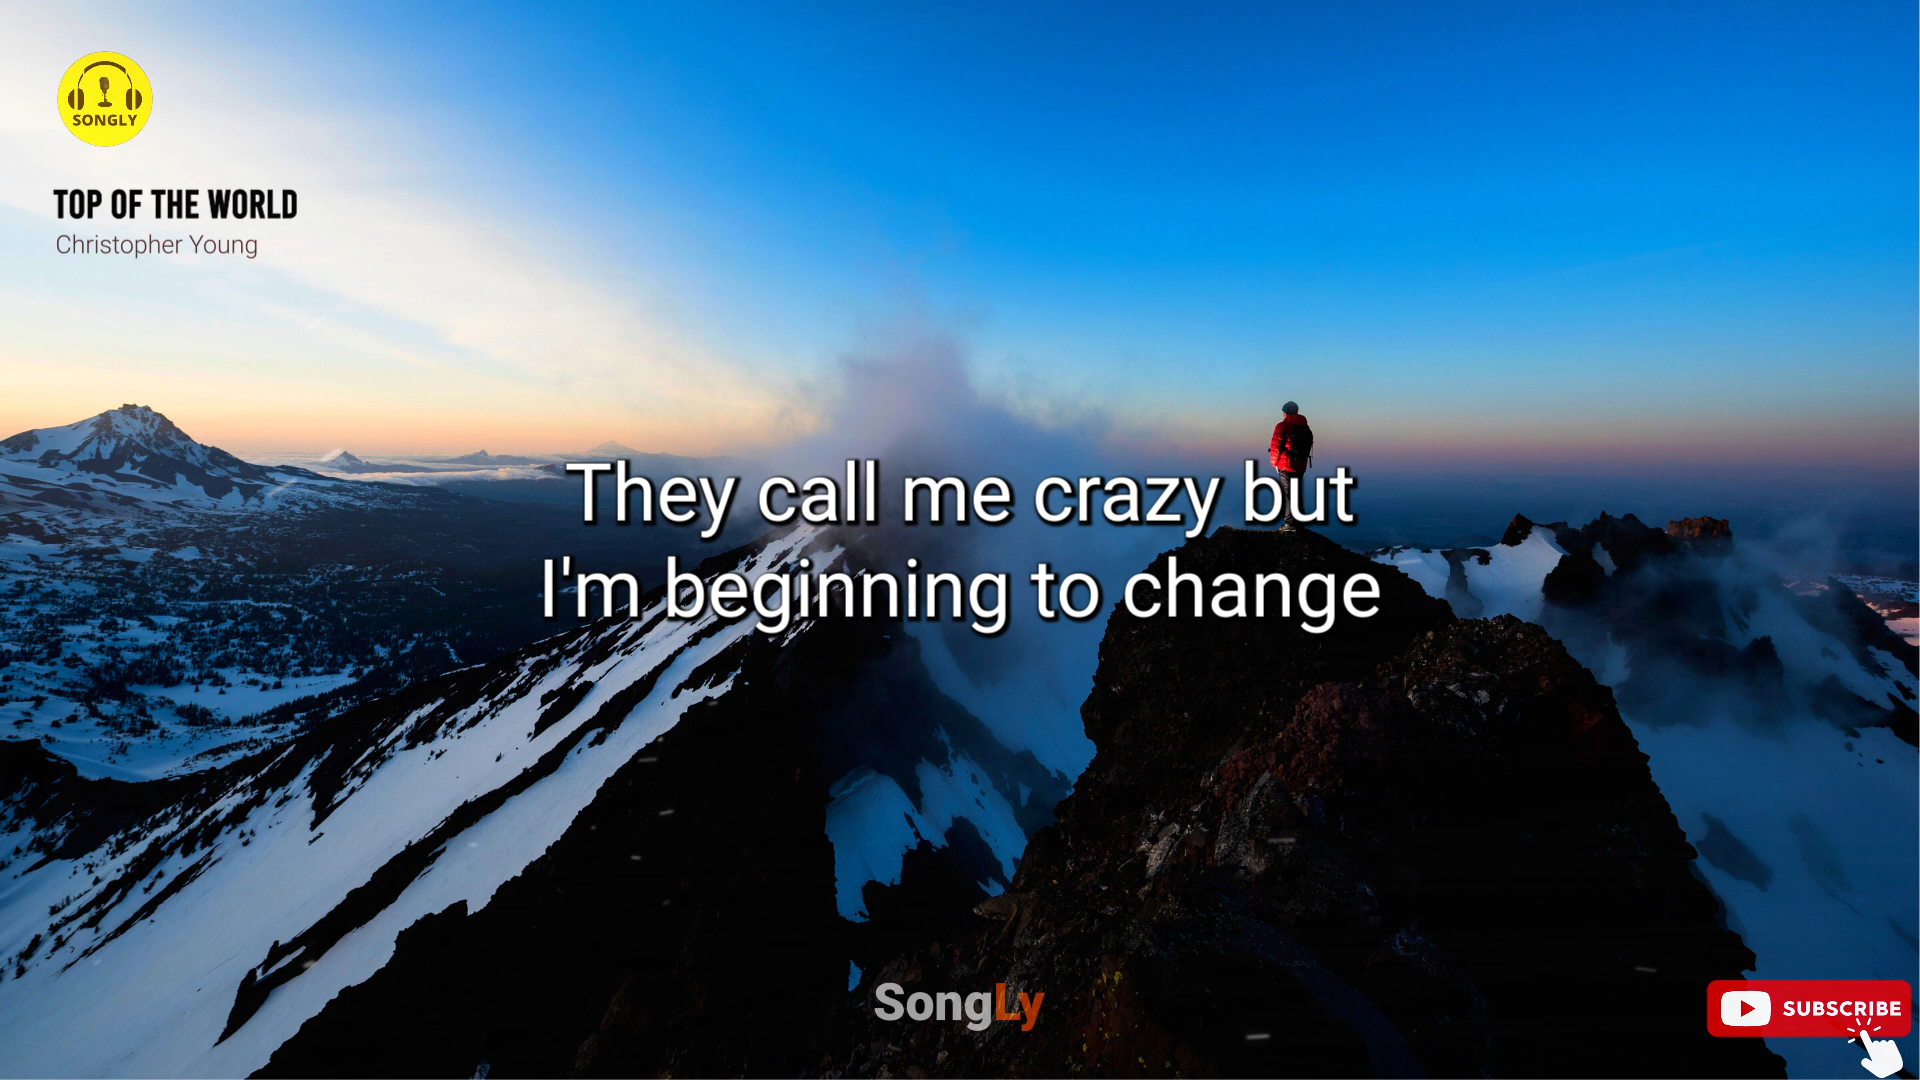 SONGLY
TOP OF THE WORLD
Christopher Young
They call me crazy but
I'm beginning to change
SongLy
SUBSCRIBE